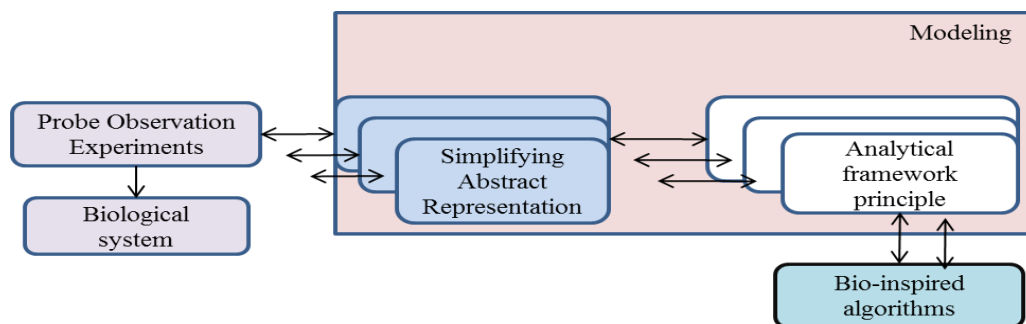 Modeling
Probe Observation
Experiments
Simplifying
Abstract
Representation
Analytical
framework
principle
Biological
system
Bio-inspired
algorithms